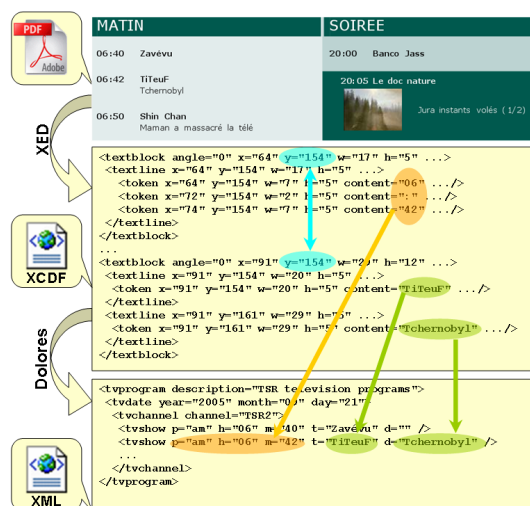 PDF
Adobe
MATIN
SOIREE
06:40 Zavévu
20:00 Banco Jass
06:42 TiTeuF
Tchernobyl
20:05 Le doc nature
Jura instants volés (1/2)
06:50 Shin Chan
Maman a massacré la télé
XED
<textblock angle="0" x="64" y="154" w="17" h="5" ...>
<textline x="64" y="154" w="17" h="5" ...>
<token x="64" y="154" w="7" h="5" content="06" .../>
<token x="72" y="154" w="2" h="5" content=":" .../>
<token x="74" y="154" w="7" h="5" content="42" .../>
</textline>
</textblock>
...
<textblock angle="0" x="91" y="154" w="29" h="12" ...>
<textline x="91" y="154" w="20" h="5" ...>
<token x="91" y="154" w="20" h="5" content="TiTeuF" .../>
</textline>
<textline x="91" y="161" w="29" h="5" ...>
<token x="91" y="161" w="29" h="5" content="Tchernobyl" .../>
</textline>
</textblock>
XCDF
Dolores
<tvprogram description="TSR television programs">
<tvdate year="2005" month="09" day="21">
<tvchannel channel="TSR2">
<tvshow p="am" h="06" m="40" t="Zavévu" d="" />
<tvshow p="am" h="06" m="42" t="TiTeuF" d="Tchernobyl" />
...
</tvchannel>
</tvprogram>
XML